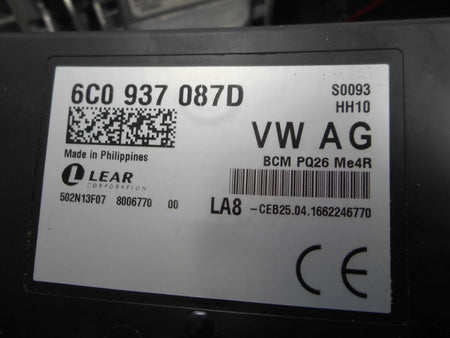 6C0 937 087D
S0093
HH10
VW AG
Made in Philippines
BCM PQ26 Me4R
LEAR
CORPORATION
502N13F07 8006770 00
LA8 -CEB25.04.1662246770
CE